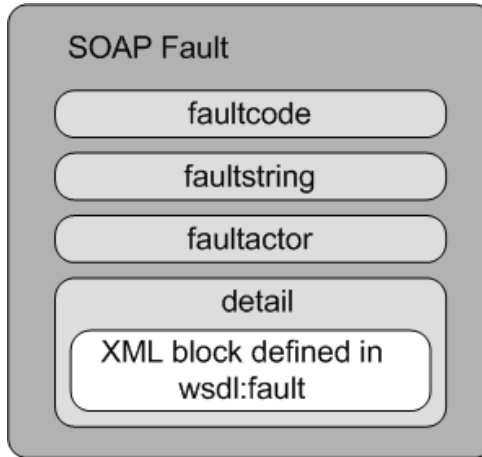 SOAP Fault
faultcode
faultstring
faultactor
detail
XML block defined in
wsdl:fault